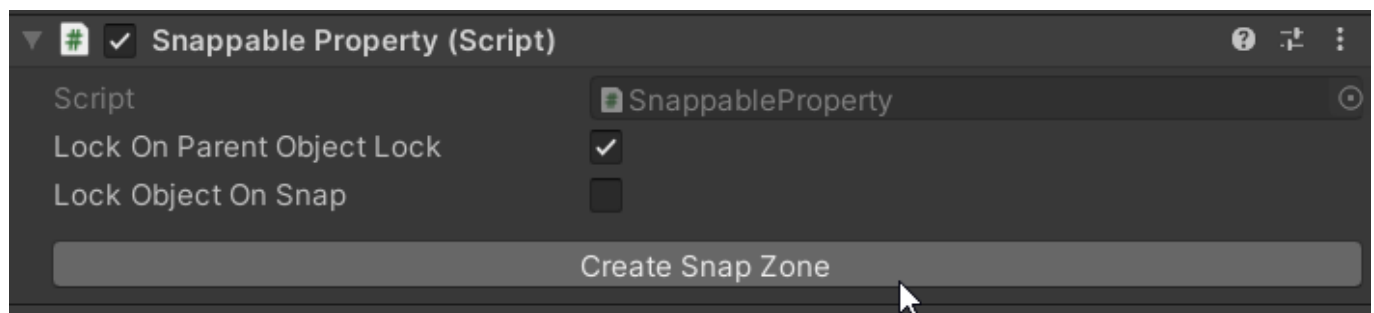 Snappable Property (Script)
Script SnappableProperty
Lock On Parent Object Lock
Lock Object On Snap
Create Snap Zone